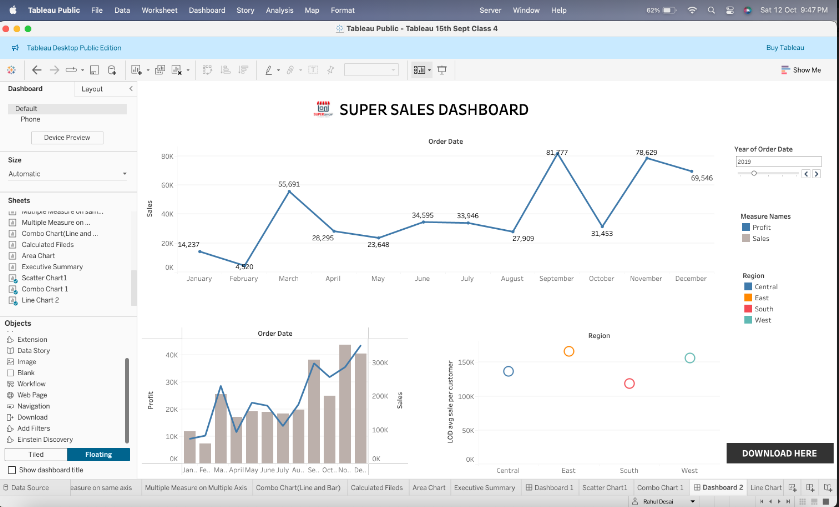 Tableau Public File Data Worksheet Dashboard Story Analysis Map Format Server Window Help 62% Sat 12 Oct 9:47 PM
Tableau Public - Tableau 15th Sept Class 4
Tableau Desktop Public Edition Buy Tableau
Show Me
Dashboard Layout
Default
Phone
Device Preview
Size
Automatic
Sheets
Multiple Measure on sam...
Multiple Measure on ...
Combo Chart(Line and ...
Calculated Fileds
Area Chart
Executive Summary
Scatter Chart1
Combo Chart 1
Line Chart 2
Objects
Extension
Data Story
Image
Blank
Workflow
Web Page
Navigation
Download
Add Filters
Einstein Discovery
Tiled Floating
Show dashboard title
SUPER SALES DASHBOARD
Order Date
Sales
80K
60K
40K
20K
0K
14,237
4,520
55,691
28,295
23,648
34,595
33,946
27,909
81,777
31,453
78,629
69,546
January February March April May June July August September October November December
Year of Order Date
2019
Measure Names
Profit
Sales
Region
Central
East
South
West
Order Date
Profit
40K
30K
20K
10K
0K
300K
200K
100K
0K
Sales
Jan.. Fe.. Ma.. April May June July Au.. Se.. Oct.. No.. De..
Region
LOD avg sale per customer
150K
100K
50K
0K
Central East South West
DOWNLOAD HERE
Data Source easure on same axis Multiple Measure on Multiple Axis Combo Chart(Line and Bar) Calculated Fileds Area Chart Executive Summary Dashboard 1 Scatter Chart1 Combo Chart 1 Dashboard 2 Line Chart
Rahul Desai